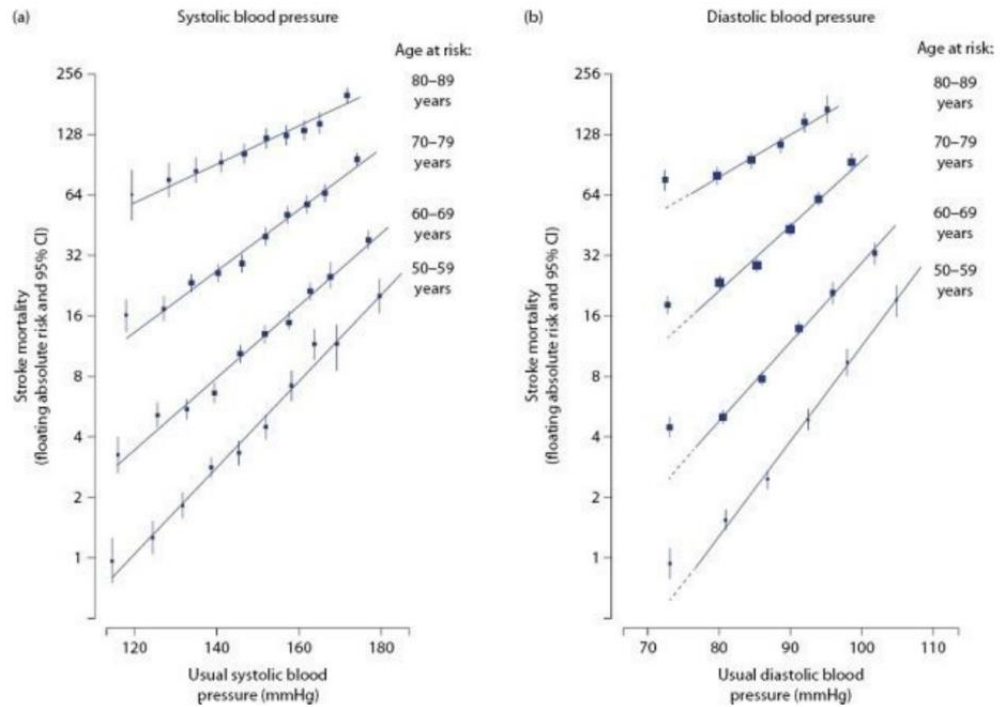 (a)
Systolic blood pressure
Age at risk:
80–89
years
70–79
years
60–69
years
50–59
years
256
128
64
32
16
8
4
2
1
Stroke mortality
(floating absolute risk and 95% CI)
120
140
160
180
Usual systolic blood
pressure (mmHg)
(b)
Diastolic blood pressure
Age at risk:
80–89
years
70–79
years
60–69
years
50–59
years
256
128
64
32
16
8
4
2
1
Stroke mortality
(floating absolute risk and 95% CI)
70
80
90
100
110
Usual diastolic blood
pressure (mmHg)